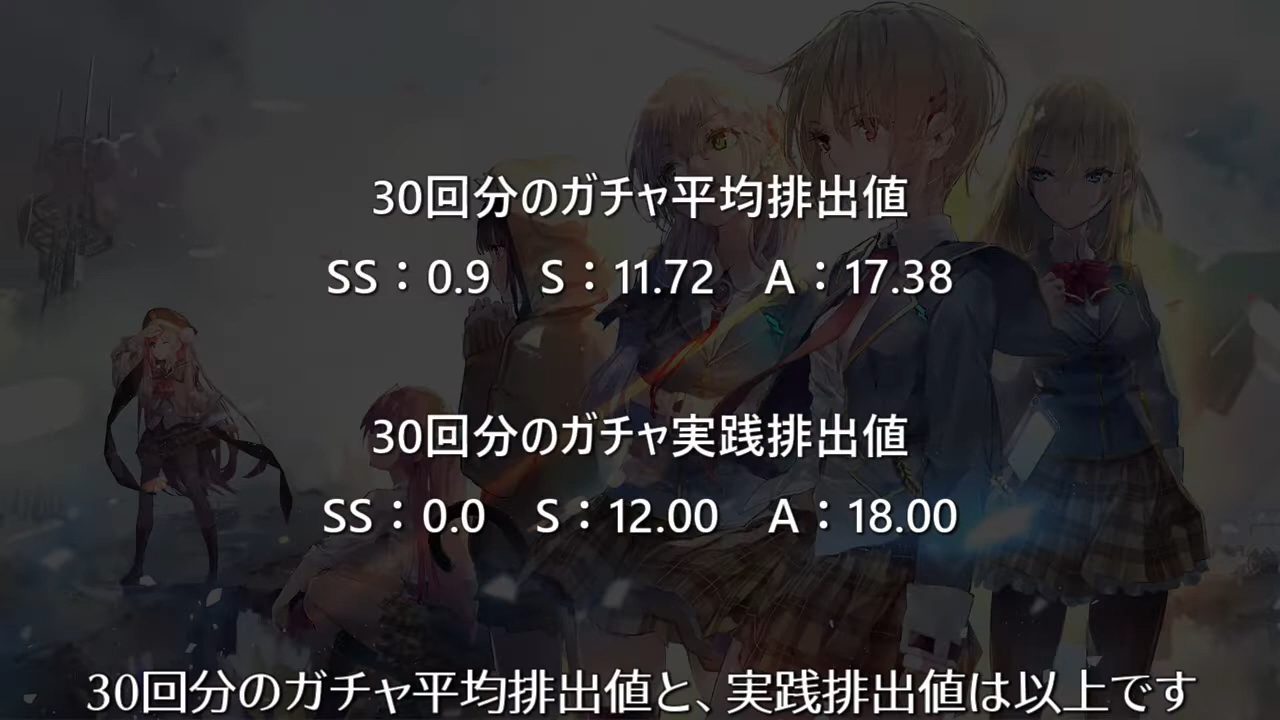 30回分のガチャ平均排出値
SS：0.9　S：11.72　A：17.38
30回分のガチャ実践排出値
SS：0.0　S：12.00　A：18.00
30回分のガチャ平均排出値と、実践排出値は以上です